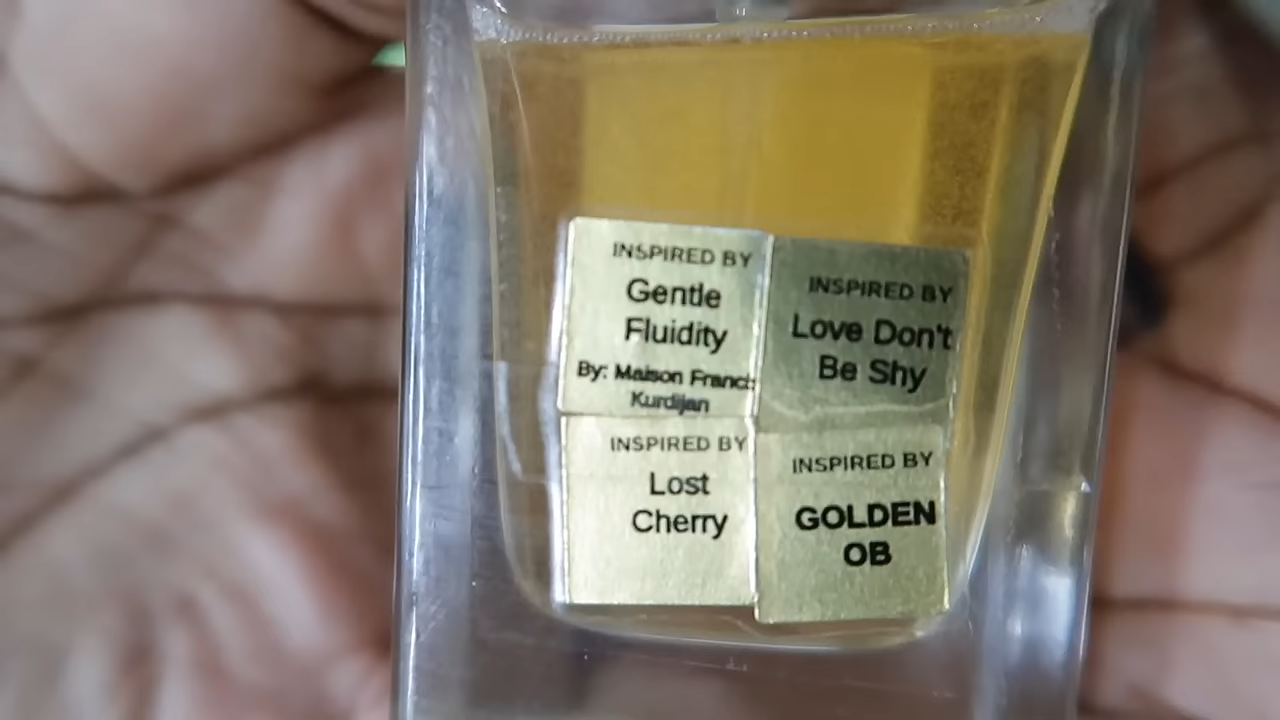 INSPIRED BY
Gentle
Fluidity
By: Maison Franci
Kurdijan
INSPIRED BY
Love Don't
Be Shy
INSPIRED BY
Lost
Cherry
INSPIRED BY
GOLDEN
OB